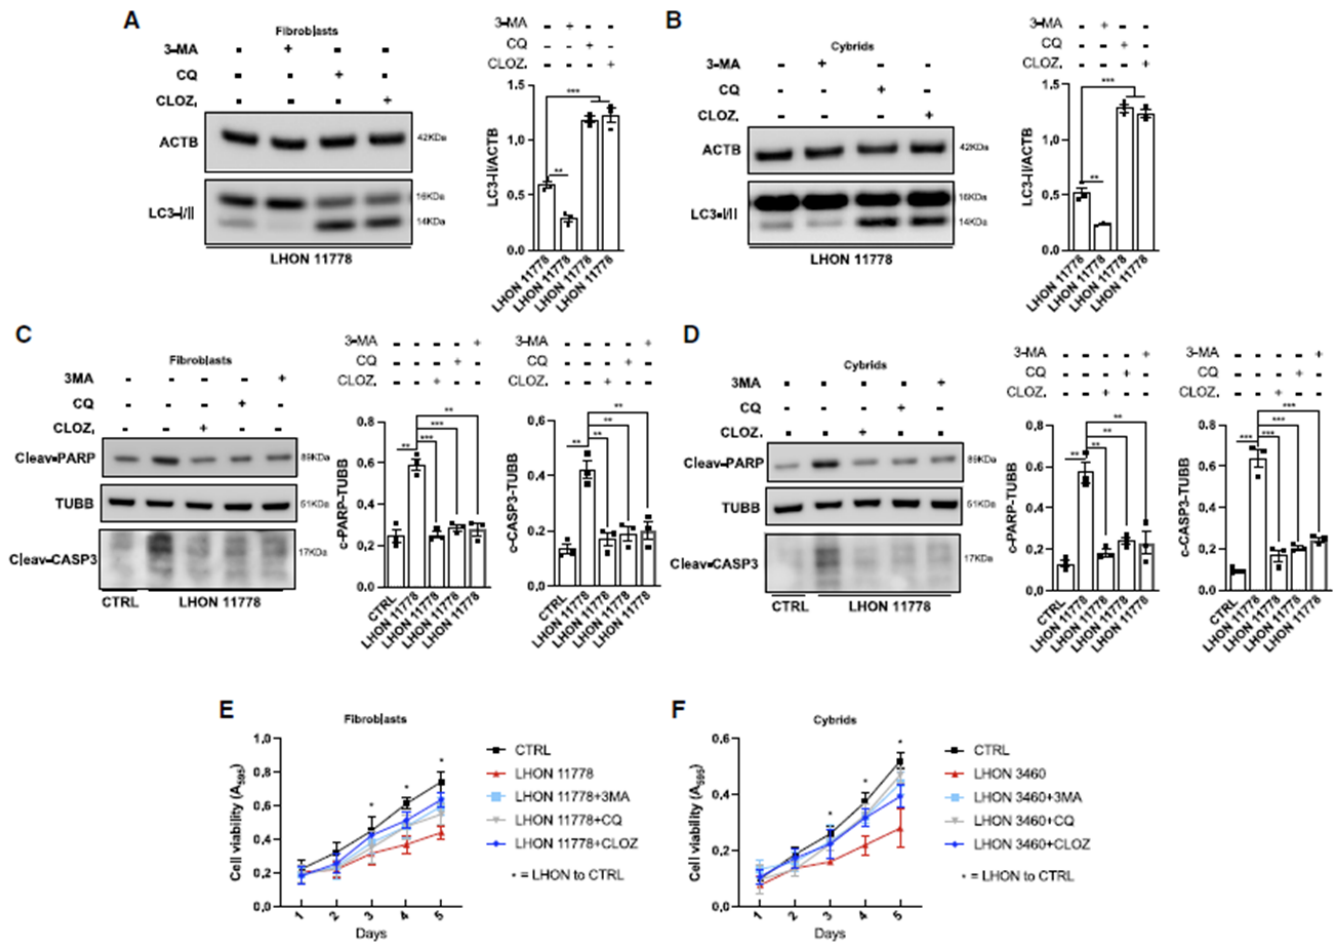 A
Fibroblasts
3-MA - + - -
CQ - - + -
CLOZ. - - - +
ACTB
42KDa
LC3-I/II
16KDa
14KDa
LHON 11778
3-MA - + - -
CQ - - + -
CLOZ. - - - +
LC3-II/ACTB
1.5
1.0
0.5
0.0
***
**
LHON 11778
LHON 11778
LHON 11778
LHON 11778
B
Cybrids
3-MA - + - -
CQ - - + -
CLOZ. - - - +
ACTB
42KDa
LC3-I/II
16KDa
14KDa
LHON 11778
3-MA - + - -
CQ - - + -
CLOZ. - - - +
LC3-II/ACTB
1.5
1.0
0.5
0.0
***
**
LHON 11778
LHON 11778
LHON 11778
LHON 11778
C
Fibroblasts
3MA - - - - +
CQ - - - + -
CLOZ. - - + - -
Cleav-PARP
89KDa
TUBB
51KDa
Cleav-CASP3
17KDa
CTRL
LHON 11778
3-MA - - - - +
CQ - - - + -
CLOZ. - - + - -
c-PARP-TUBB
0.8
0.6
0.4
0.2
0.0
**
***
** ***
CTRL
LHON 11778
LHON 11778
LHON 11778
LHON 11778
3-MA - - - - +
CQ - - - + -
CLOZ. - - + - -
c-CASP3-TUBB
0.6
0.4
0.2
0.0
**
**
** **
CTRL
LHON 11778
LHON 11778
LHON 11778
LHON 11778
D
Cybrids
3MA - - - - +
CQ - - - + -
CLOZ. - - + - -
Cleav-PARP
89KDa
TUBB
51KDa
Cleav-CASP3
17KDa
CTRL
LHON 11778
3-MA - - - - +
CQ - - - + -
CLOZ. - - + - -
c-PARP-TUBB
0.8
0.6
0.4
0.2
0.0
**
**
** **
CTRL
LHON 11778
LHON 11778
LHON 11778
LHON 11778
3-MA - - - - +
CQ - - - + -
CLOZ. - - + - -
c-CASP3-TUBB
0.8
0.6
0.4
0.2
0.0
***
***
*** ***
CTRL
LHON 11778
LHON 11778
LHON 11778
LHON 11778
E
Fibroblasts
Cell viability (A595)
1.0
0.8
0.6
0.4
0.2
0.0
* * *
1 2 3 4 5
Days
CTRL
LHON 11778
LHON 11778+3MA
LHON 11778+CQ
LHON 11778+CLOZ
* = LHON to CTRL
F
Cybrids
Cell viability (A595)
0.6
0.4
0.2
0.0
* * *
1 2 3 4 5
Days
CTRL
LHON 3460
LHON 3460+3MA
LHON 3460+CQ
LHON 3460+CLOZ
* = LHON to CTRL